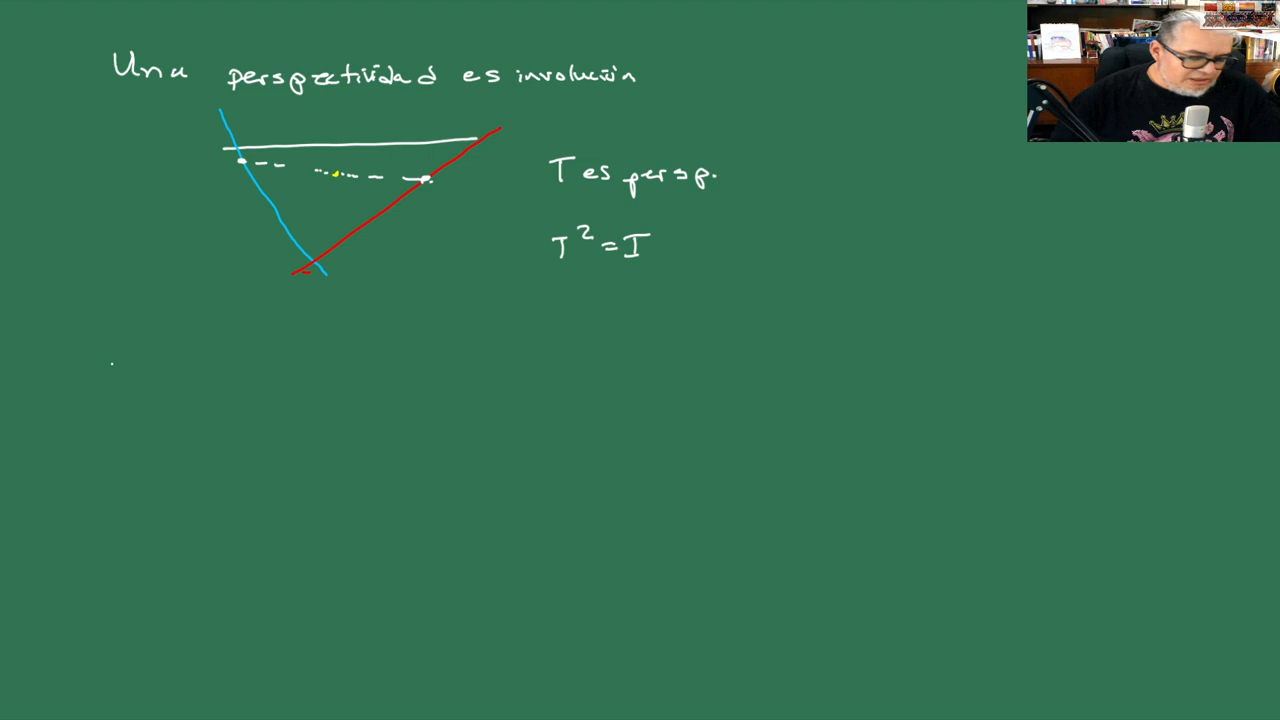 Una perspectividad es involución
T es persp.
T² = I